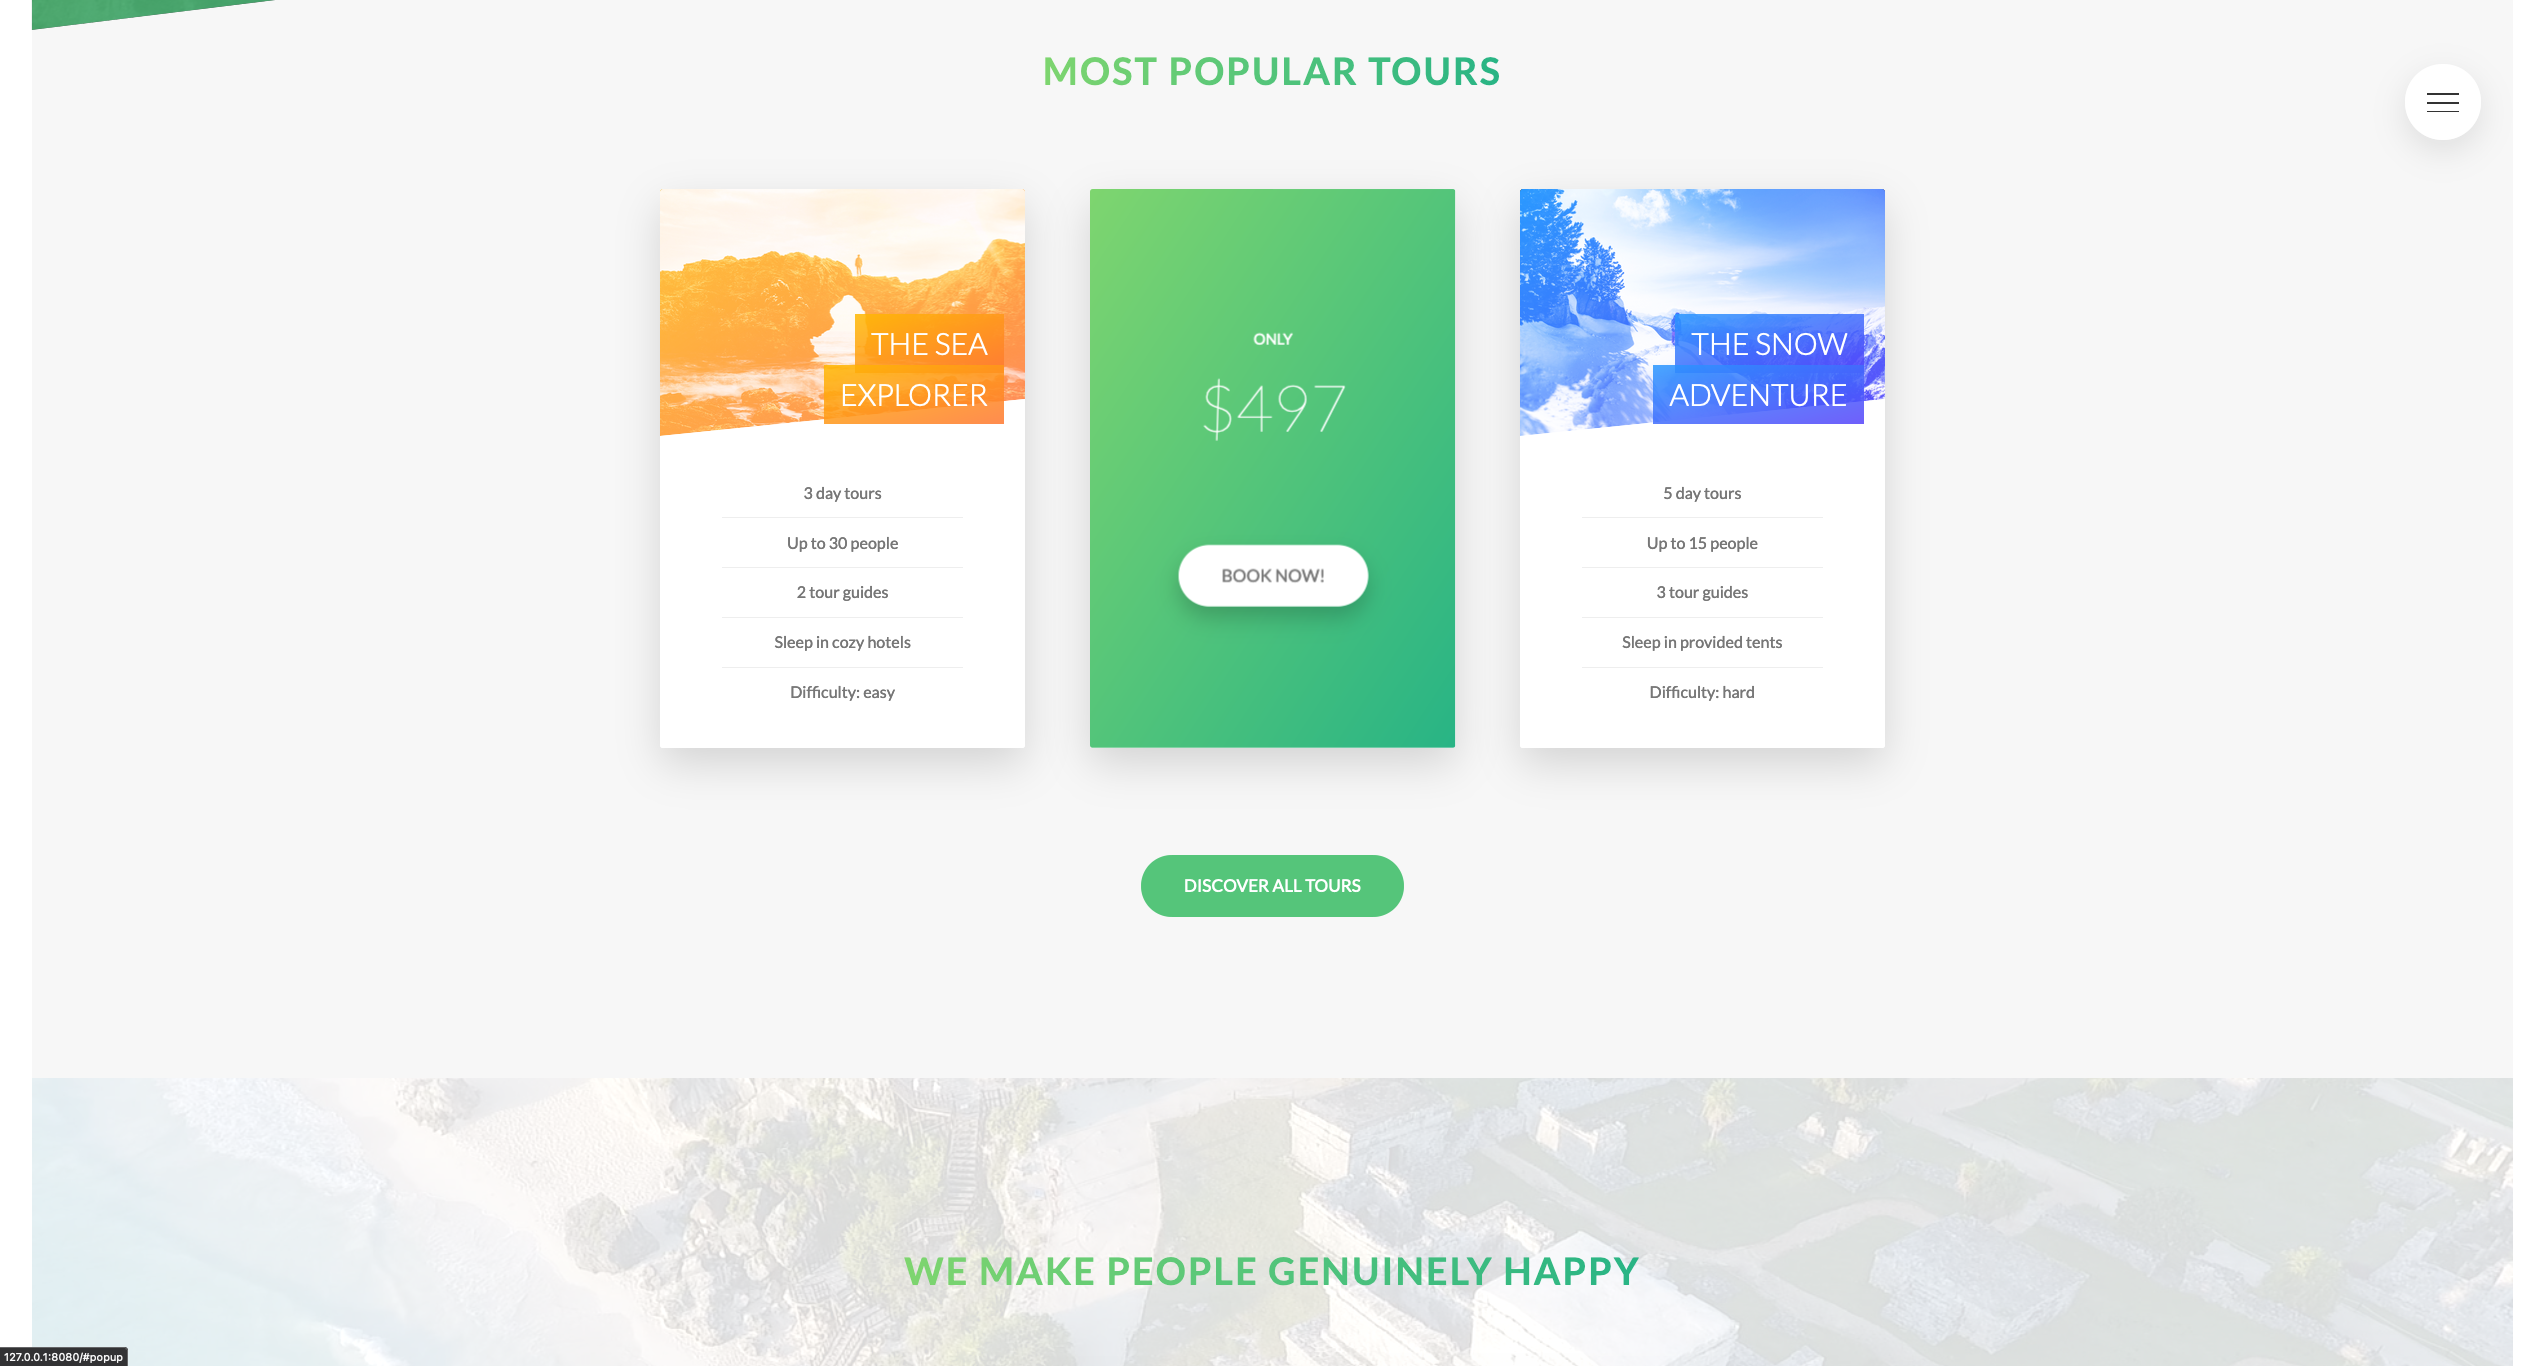 MOST POPULAR TOURS
THE SEA
EXPLORER
3 day tours
Up to 30 people
2 tour guides
Sleep in cozy hotels
Difficulty: easy
ONLY
$497
BOOK NOW!
THE SNOW
ADVENTURE
5 day tours
Up to 15 people
3 tour guides
Sleep in provided tents
Difficulty: hard
DISCOVER ALL TOURS
WE MAKE PEOPLE GENUINELY HAPPY
127.0.0.1:8080/#popup